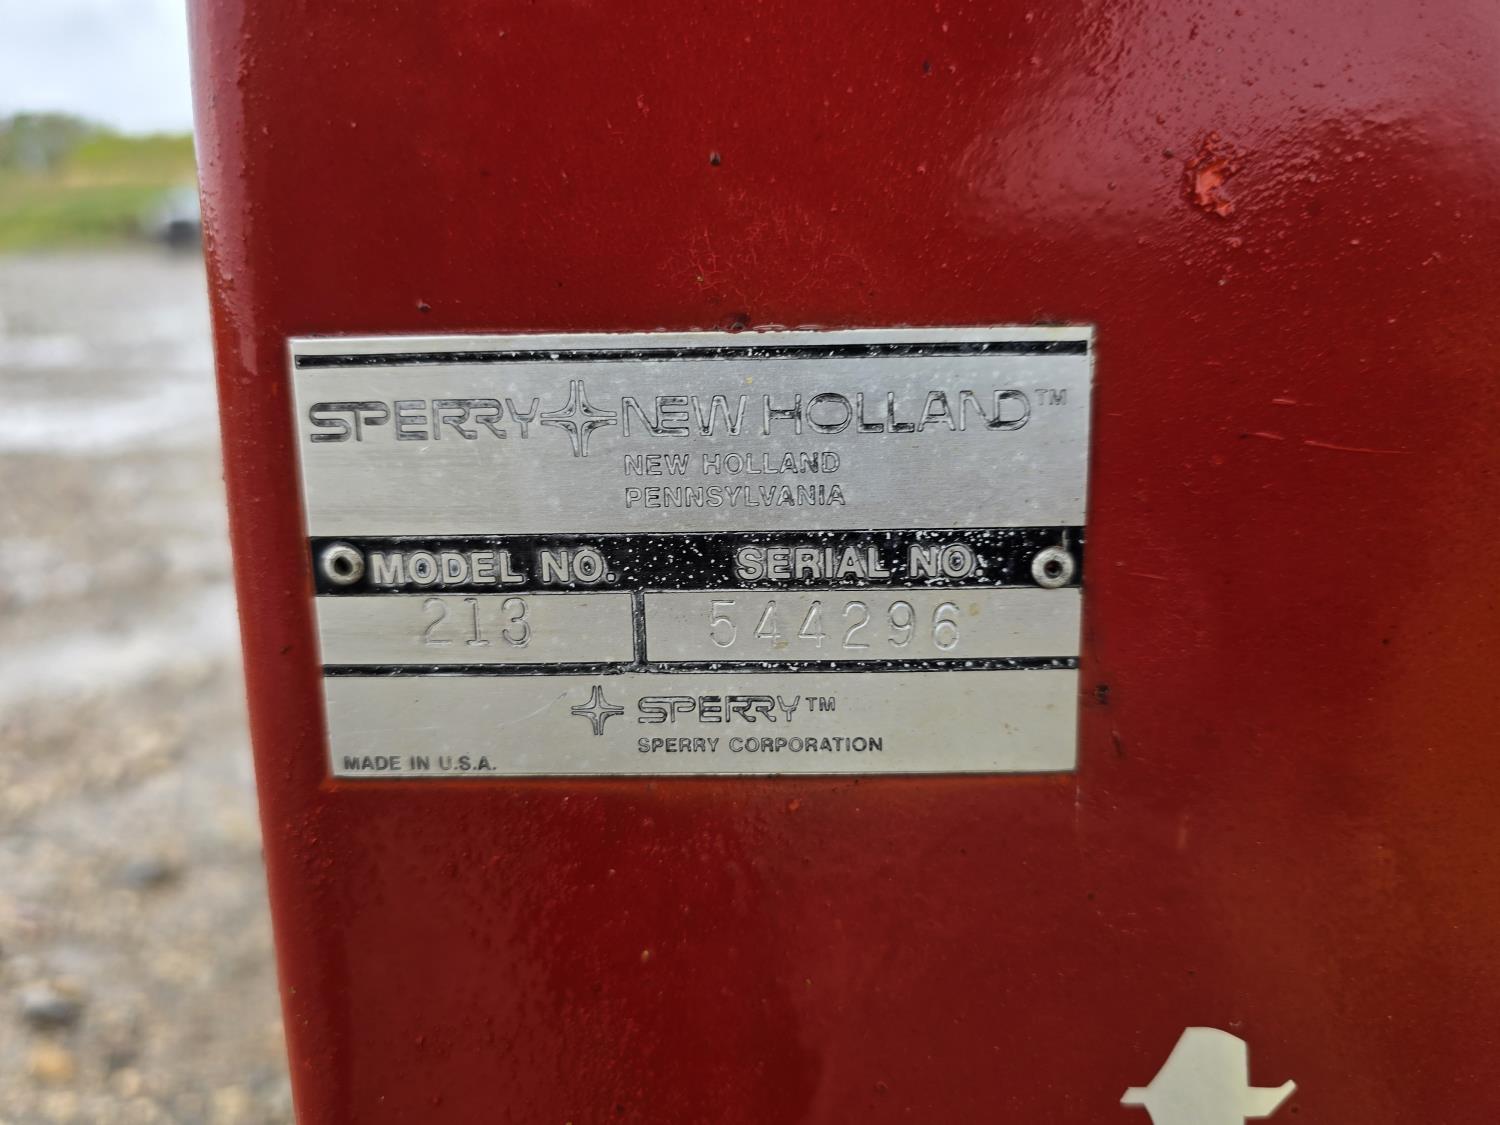 SPERRY NEW HOLLAND™
NEW HOLLAND
PENNSYLVANIA
MODEL NO. SERIAL NO.
213 544296
SPERRY™
SPERRY CORPORATION
MADE IN U.S.A.